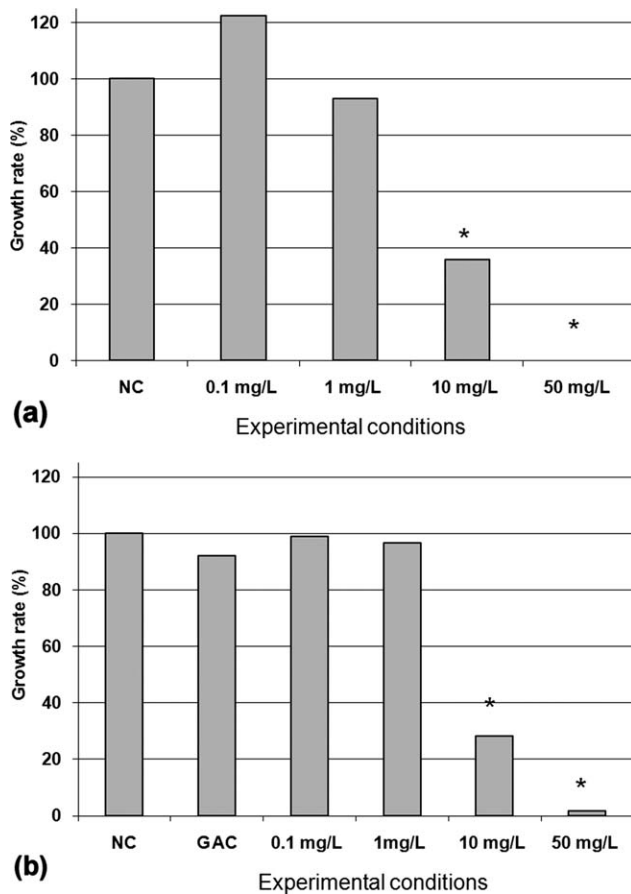 120
100
80
60
40
20
0
Growth rate (%)
*
*
NC 0.1 mg/L 1 mg/L 10 mg/L 50 mg/L
(a)
Experimental conditions
120
100
80
60
40
20
0
Growth rate (%)
*
*
NC GAC 0.1 mg/L 1mg/L 10 mg/L 50 mg/L
(b)
Experimental conditions